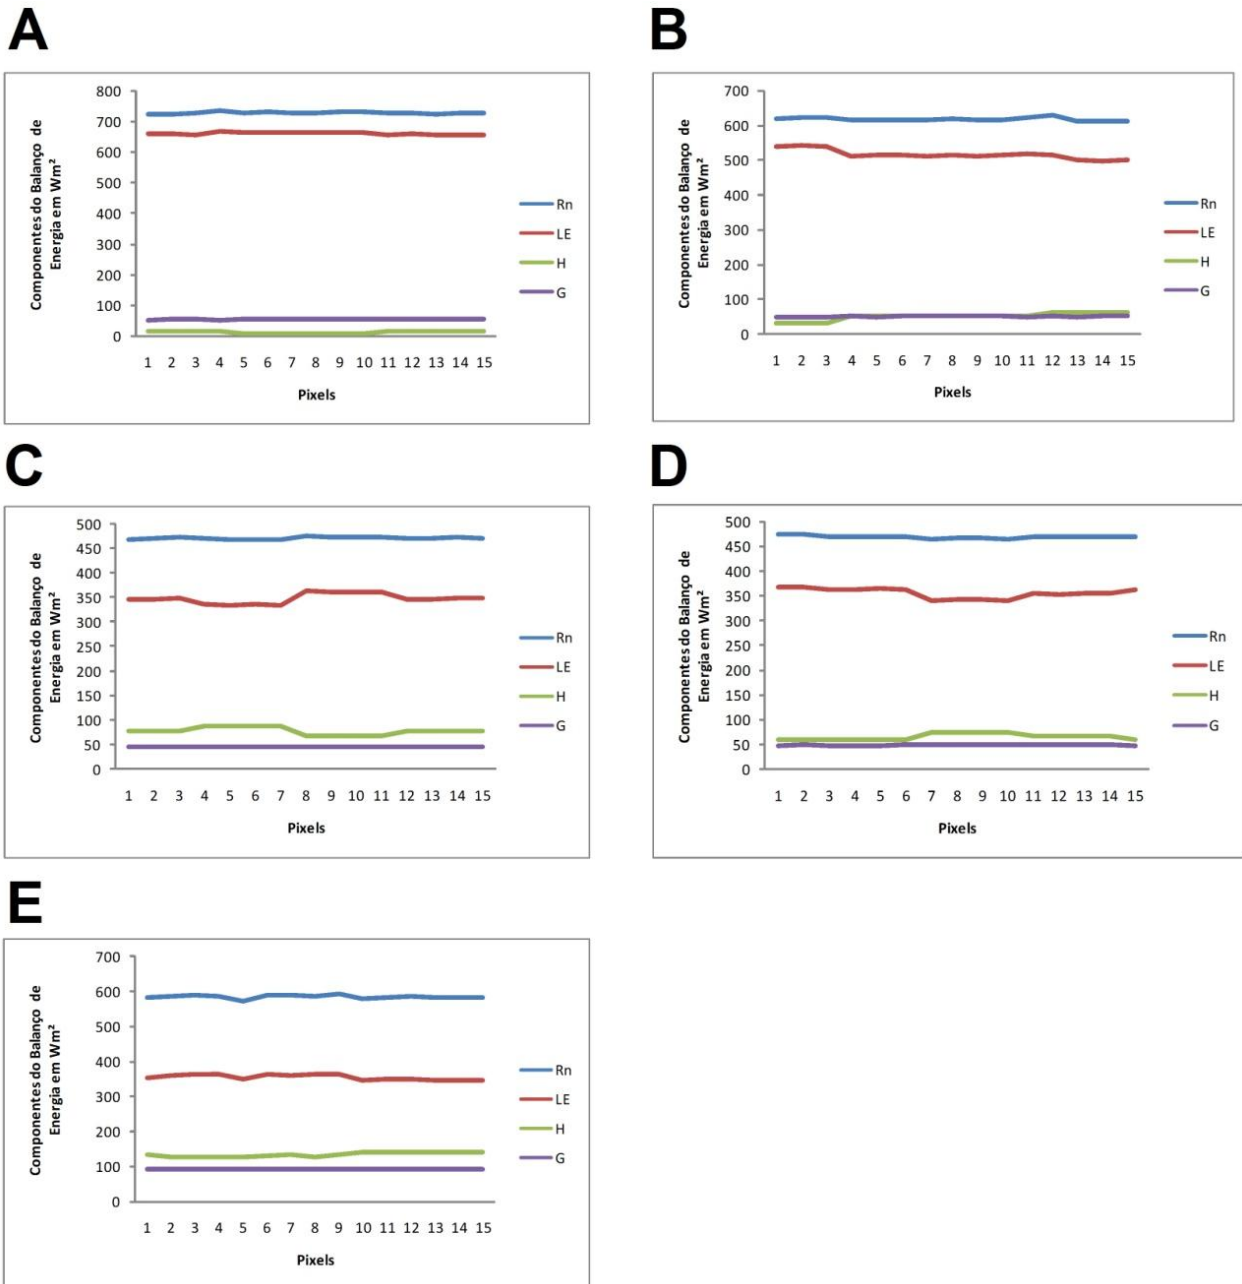 A
Componentes do Balanço de
Energia em Wm²
800
700
600
500
400
300
200
100
0
1 2 3 4 5 6 7 8 9 10 11 12 13 14 15
Pixels
Rn
LE
H
G
B
Componentes do Balanço de
Energia em Wm²
700
600
500
400
300
200
100
0
1 2 3 4 5 6 7 8 9 10 11 12 13 14 15
Pixels
Rn
LE
H
G
C
Componentes do Balanço de
Energia em Wm²
500
450
400
350
300
250
200
150
100
50
0
1 2 3 4 5 6 7 8 9 10 11 12 13 14 15
Pixels
Rn
LE
H
G
D
Componentes do Balanço de
Energia em Wm²
500
450
400
350
300
250
200
150
100
50
0
1 2 3 4 5 6 7 8 9 10 11 12 13 14 15
Pixels
Rn
LE
H
G
E
Componentes do Balanço de
Energia em Wm²
700
600
500
400
300
200
100
0
1 2 3 4 5 6 7 8 9 10 11 12 13 14 15
Pixels
Rn
LE
H
G